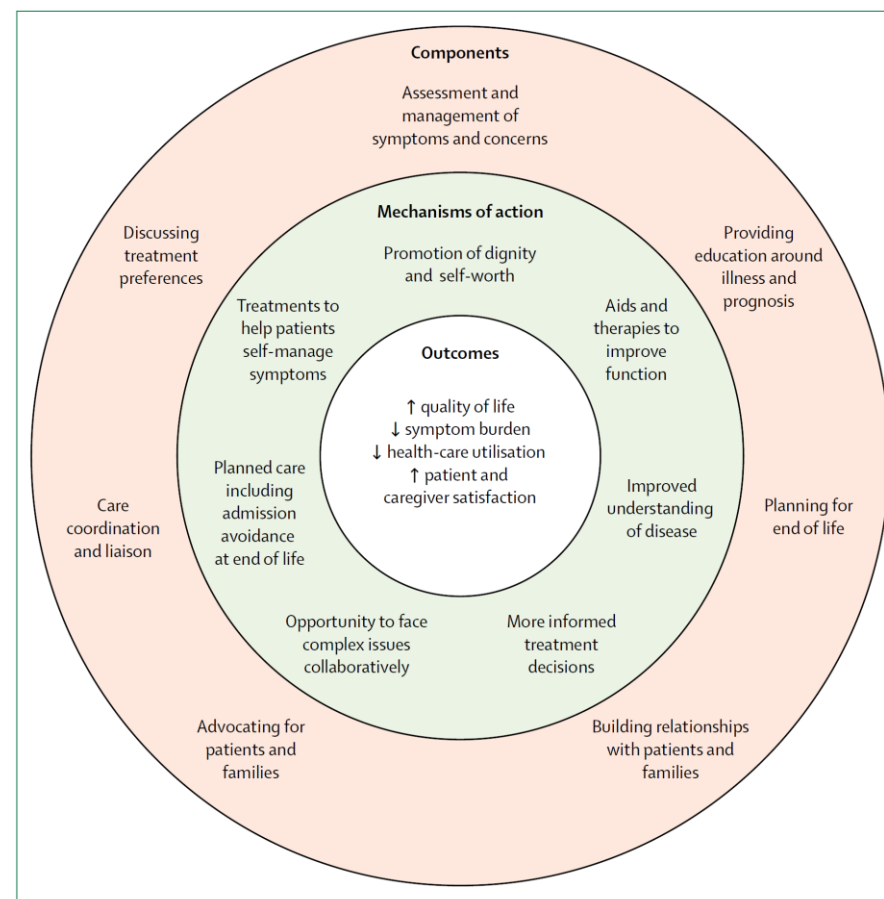 Components
Assessment and
management of
symptoms and concerns
Discussing
treatment
preferences
Providing
education around
illness and
prognosis
Care
coordination
and liaison
Planning for
end of life
Advocating for
patients and
families
Building relationships
with patients and
families
Mechanisms of action
Promotion of dignity
and self-worth
Treatments to
help patients
self-manage
symptoms
Aids and
therapies to
improve
function
Planned care
including
admission
avoidance
at end of life
Improved
understanding
of disease
Opportunity to face
complex issues
collaboratively
More informed
treatment
decisions
Outcomes
↑ quality of life
↓ symptom burden
↓ health-care utilisation
↑ patient and
caregiver satisfaction